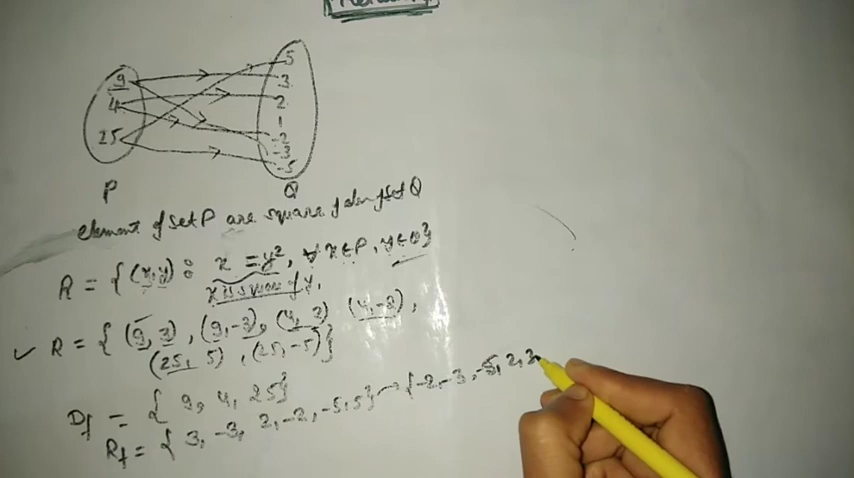 9
4
25
P
5
3
2
1
-2
-3
-5
Q
element of set P are square of elem of set Q
R = { (x,y) : x = y², ∀ x ∈ P, y ∈ Q}
x is square of y.
✓ R = { (9, 3), (9, -3), (4, 2) (4, -2),
(25, 5), (25, -5)}
Df = { 9, 4, 25}
Rf = { 3, -3, 2, -2, -5, 5} {-2, -3, -5, 2, 3,